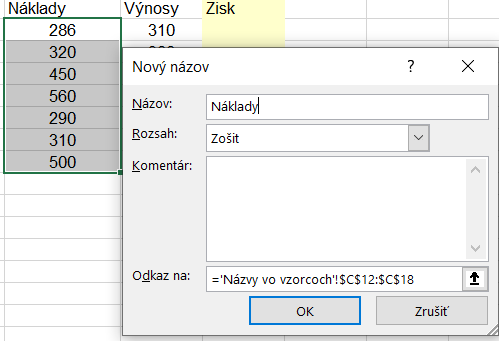 Náklady Výnosy Zisk
286 310
320
450
560
290
310
500
Nový názov ?
Názov: Náklady
Rozsah: Zošit
Komentár:
Odkaz na: ='Názvy vo vzorcoch'!$C$12:$C$18
OK Zrušiť